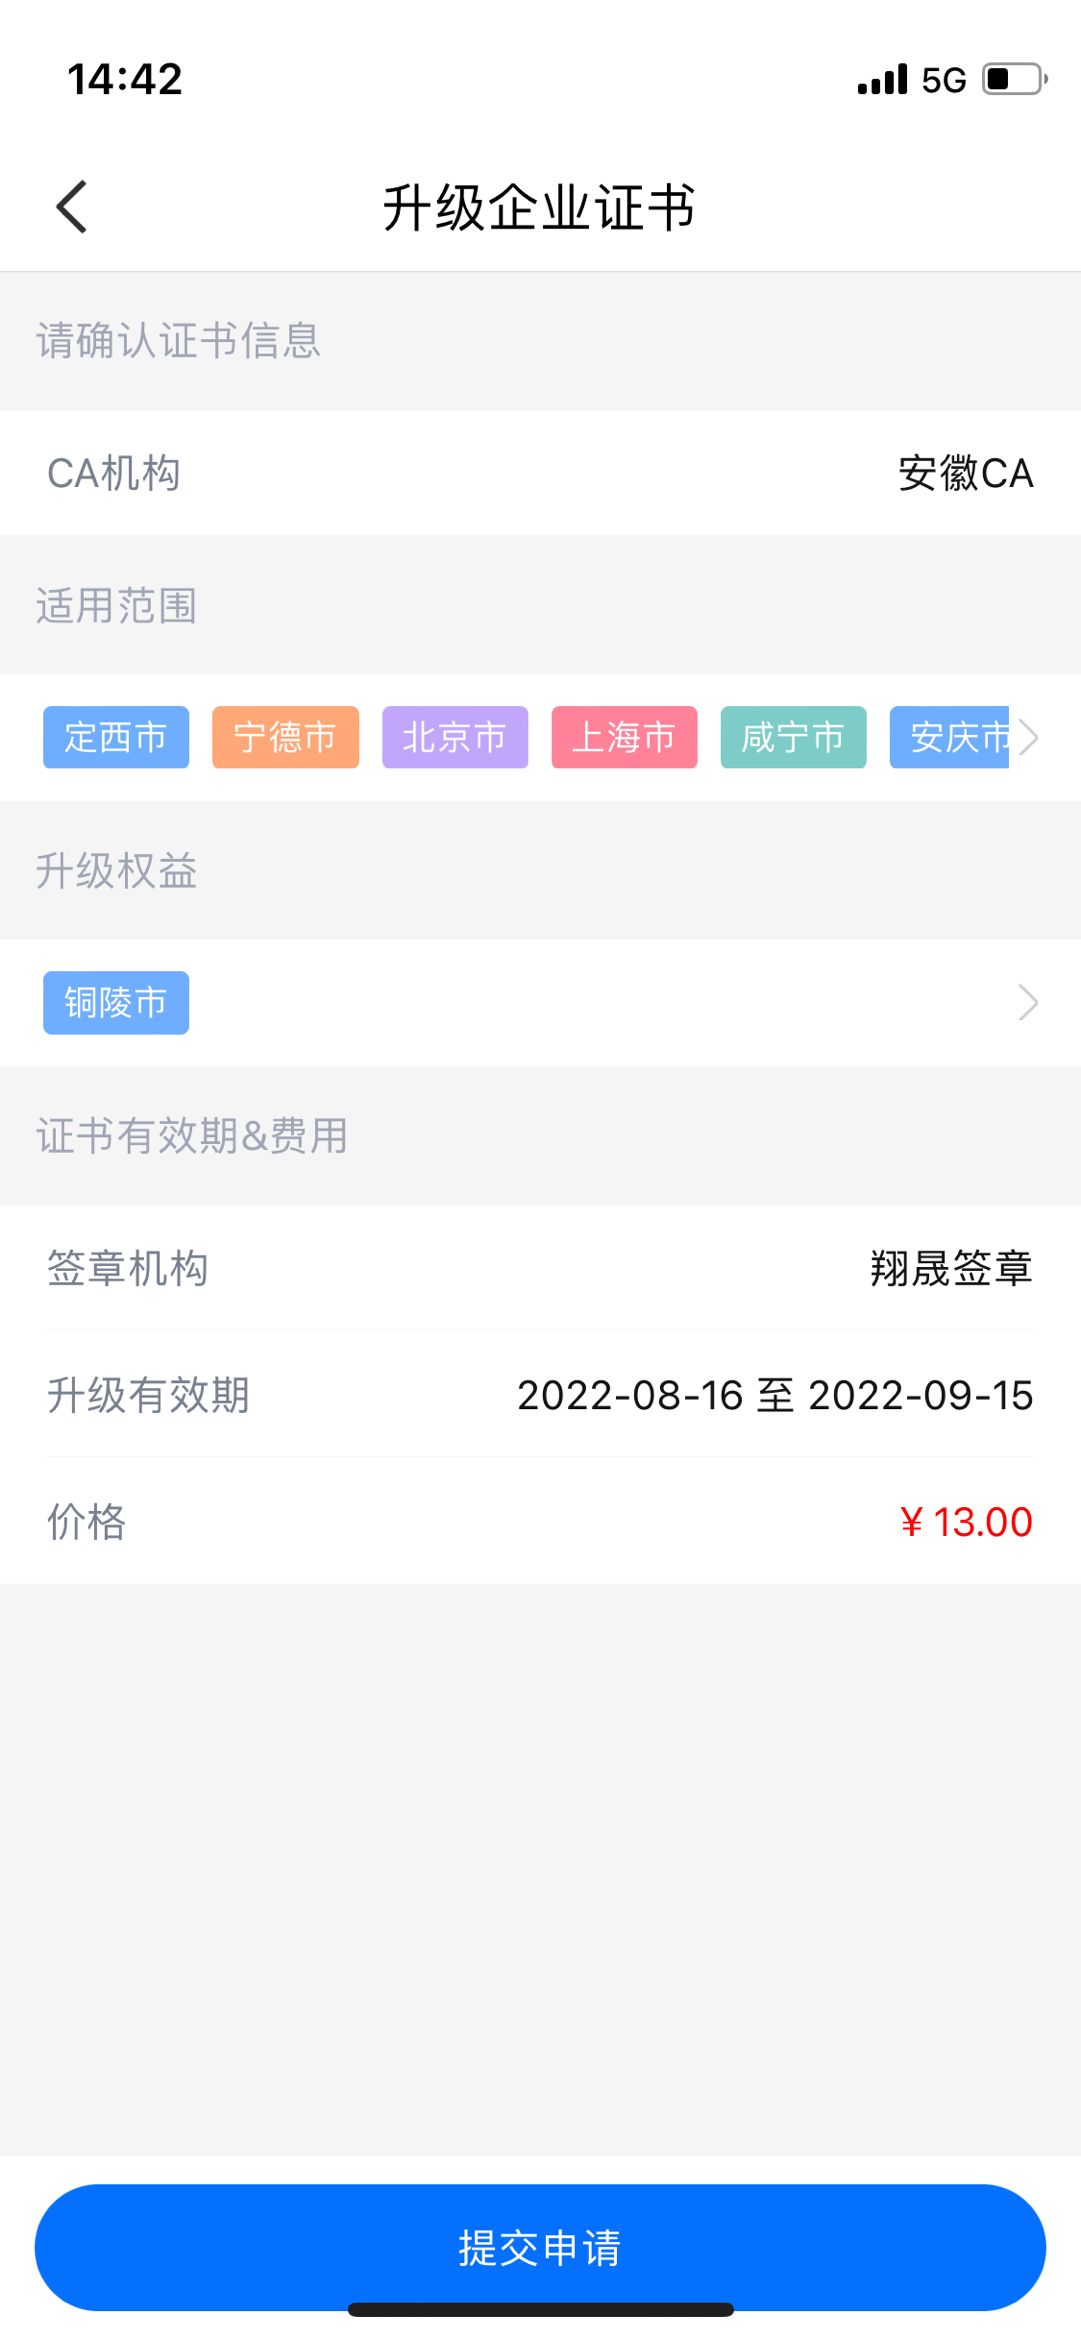 14:42 5G
升级企业证书
请确认证书信息
CA机构 安徽CA
适用范围
定西市 宁德市 北京市 上海市 咸宁市 安庆市
升级权益
铜陵市
证书有效期&费用
签章机构 翔晟签章
升级有效期 2022-08-16 至 2022-09-15
价格 ¥ 13.00
提交申请